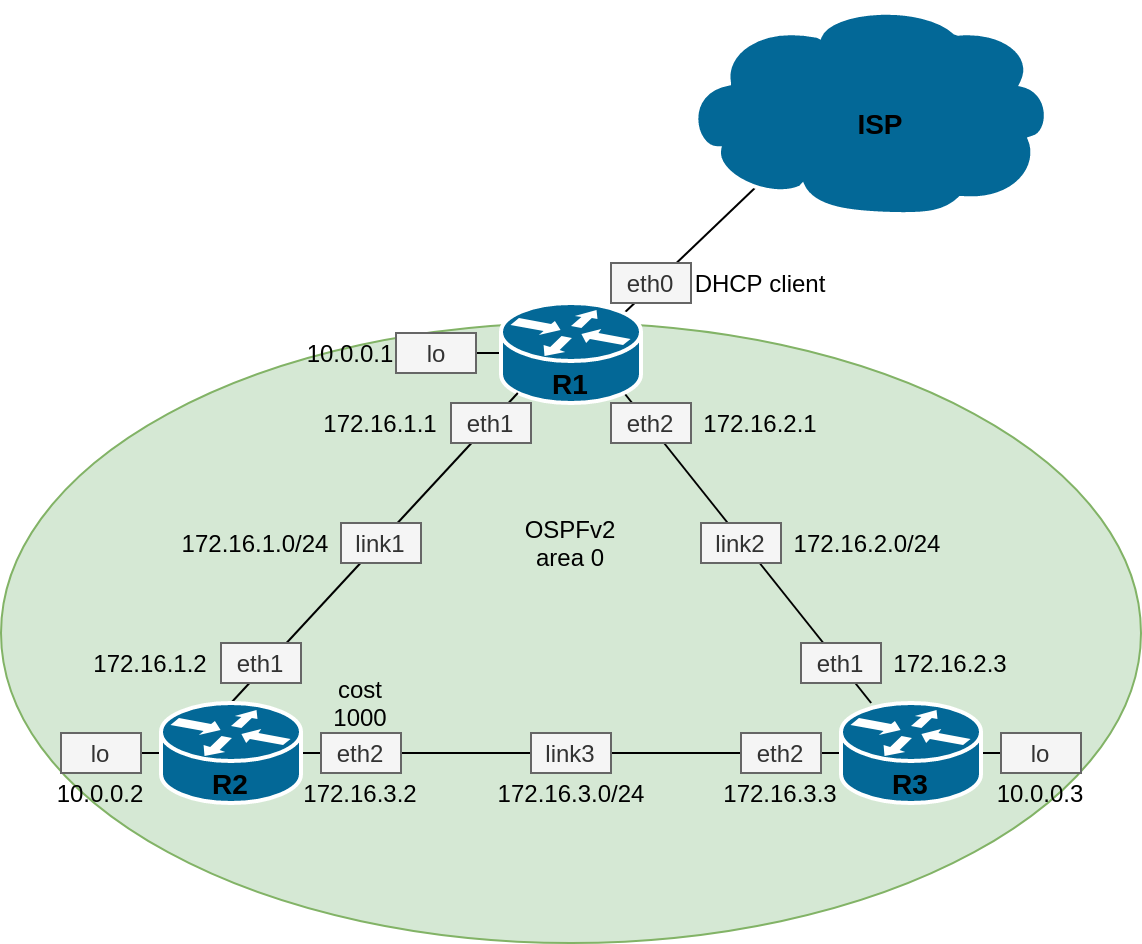 ISP
eth0
DHCP client
10.0.0.1
lo
R1
172.16.1.1
eth1
eth2
172.16.2.1
172.16.1.0/24
link1
OSPFv2
area 0
link2
172.16.2.0/24
172.16.1.2
eth1
eth1
172.16.2.3
cost
1000
lo
R2
eth2
link3
eth2
R3
lo
10.0.0.2
172.16.3.2
172.16.3.0/24
172.16.3.3
10.0.0.3